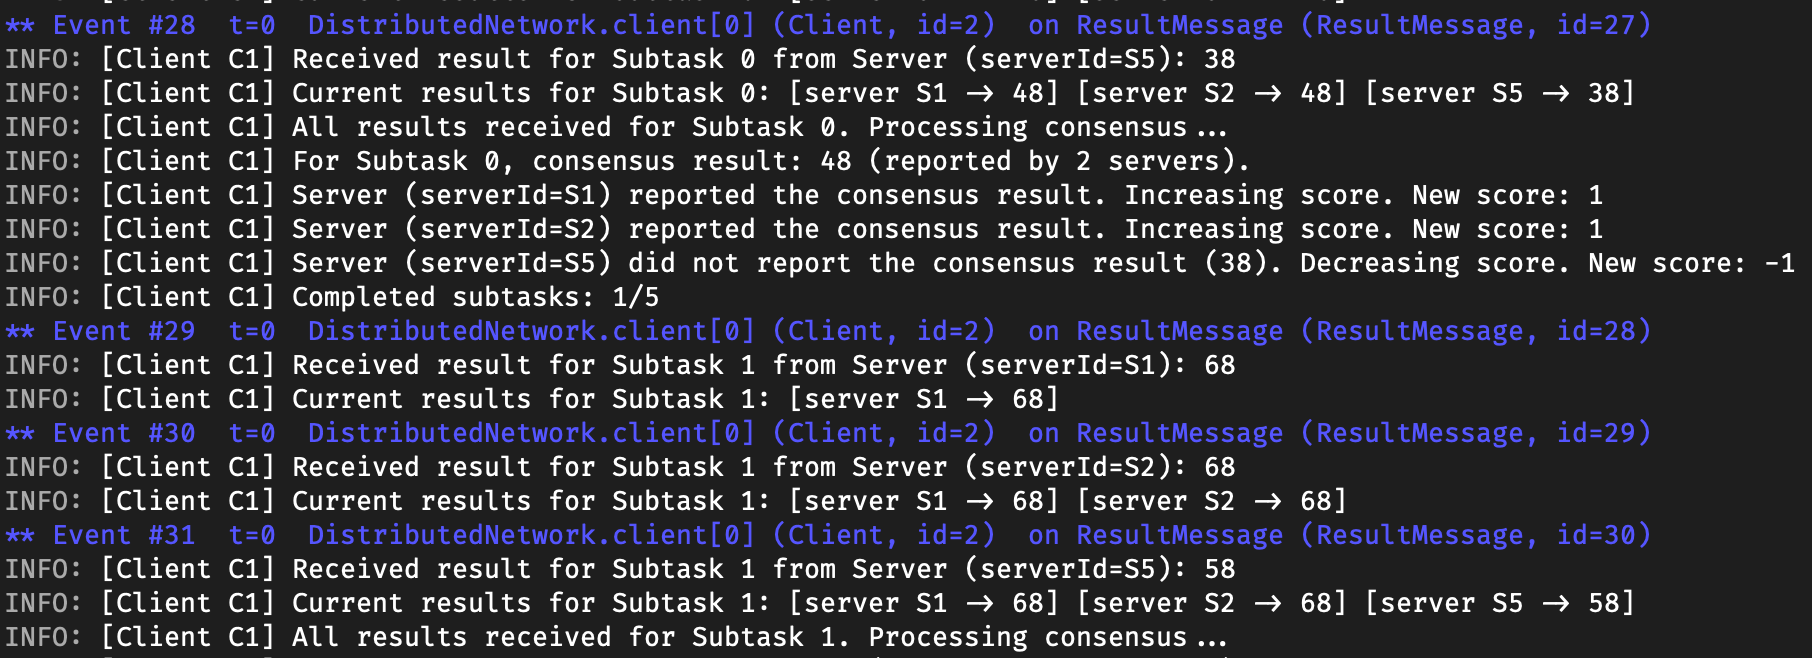 ** Event #28  t=0  DistributedNetwork.client[0] (Client, id=2)  on ResultMessage (ResultMessage, id=27)
INFO: [Client C1] Received result for Subtask 0 from Server (serverId=S5): 38
INFO: [Client C1] Current results for Subtask 0: [server S1 -> 48] [server S2 -> 48] [server S5 -> 38]
INFO: [Client C1] All results received for Subtask 0. Processing consensus...
INFO: [Client C1] For Subtask 0, consensus result: 48 (reported by 2 servers).
INFO: [Client C1] Server (serverId=S1) reported the consensus result. Increasing score. New score: 1
INFO: [Client C1] Server (serverId=S2) reported the consensus result. Increasing score. New score: 1
INFO: [Client C1] Server (serverId=S5) did not report the consensus result (38). Decreasing score. New score: -1
INFO: [Client C1] Completed subtasks: 1/5
** Event #29  t=0  DistributedNetwork.client[0] (Client, id=2)  on ResultMessage (ResultMessage, id=28)
INFO: [Client C1] Received result for Subtask 1 from Server (serverId=S1): 68
INFO: [Client C1] Current results for Subtask 1: [server S1 -> 68]
** Event #30  t=0  DistributedNetwork.client[0] (Client, id=2)  on ResultMessage (ResultMessage, id=29)
INFO: [Client C1] Received result for Subtask 1 from Server (serverId=S2): 68
INFO: [Client C1] Current results for Subtask 1: [server S1 -> 68] [server S2 -> 68]
** Event #31  t=0  DistributedNetwork.client[0] (Client, id=2)  on ResultMessage (ResultMessage, id=30)
INFO: [Client C1] Received result for Subtask 1 from Server (serverId=S5): 58
INFO: [Client C1] Current results for Subtask 1: [server S1 -> 68] [server S2 -> 68] [server S5 -> 58]
INFO: [Client C1] All results received for Subtask 1. Processing consensus...